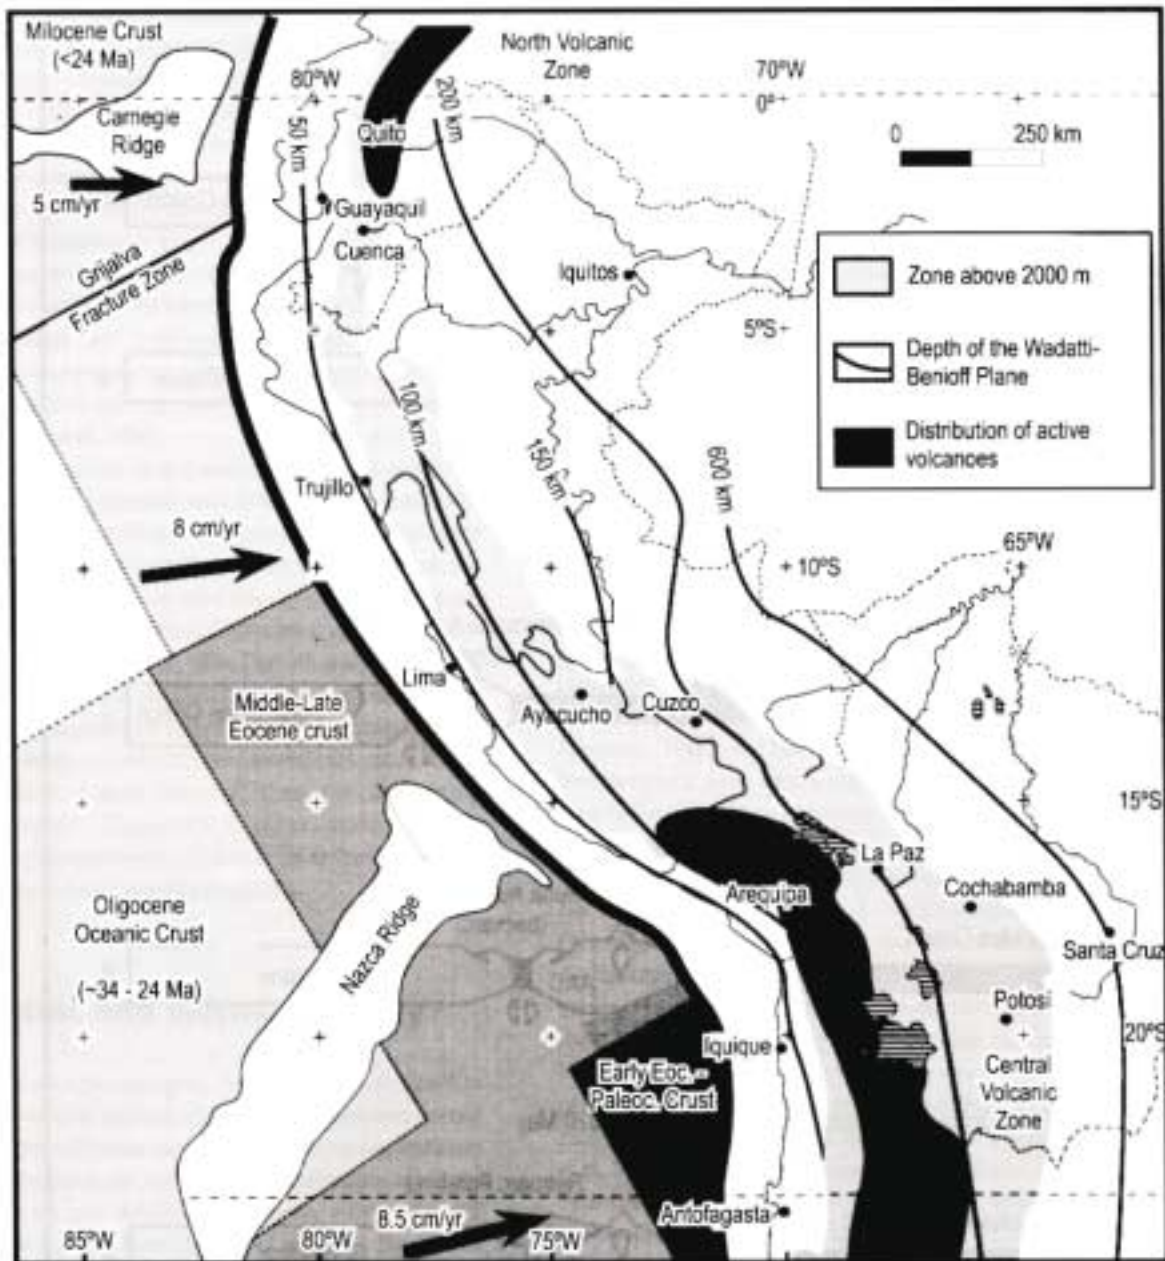 Milocene Crust
(<24 Ma)
North Volcanic
Zone
80°W
70°W
0°
0 250 km
Carnegie
Ridge
50 km
200 km
Quito
5 cm/yr
Guayaquil
Cuenca
Grijalva
Fracture Zone
Iquitos
Zone above 2000 m
5°S
Depth of the Wadatti-
Benioff Plane
Distribution of active
volcanoes
100 km
150 km
600 km
Trujillo
8 cm/yr
65°W
10°S
Lima
Middle-Late
Eocene crust
Ayacucho
Cuzco
15°S
La Paz
Arequipa
Cochabamba
Oligocene
Oceanic Crust
(~34 - 24 Ma)
Nazca Ridge
Santa Cruz
Potosí
20°S
Iquique
Early Eoc. –
Paleoc. Crust
Central
Volcanic
Zone
Antofagasta
8.5 cm/yr
85°W
80°W
75°W